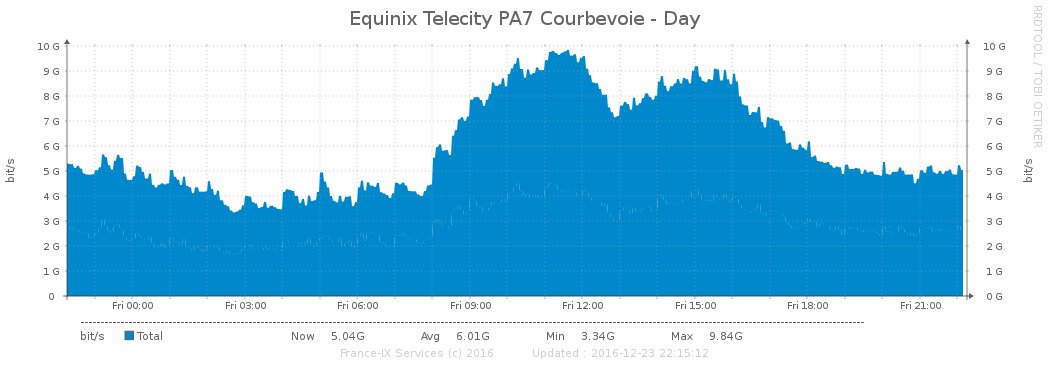 Equinix Telecity PA7 Courbevoie - Day
RRDTOOL / TOBI OETIKER
bit/s
bit/s
10 G 10 G
9 G 9 G
8 G 8 G
7 G 7 G
6 G 6 G
5 G 5 G
4 G 4 G
3 G 3 G
2 G 2 G
1 G 1 G
0 0 G
Fri 00:00 Fri 03:00 Fri 06:00 Fri 09:00 Fri 12:00 Fri 15:00 Fri 18:00 Fri 21:00
bit/s Total Now 5.04G Avg 6.01G Min 3.34G Max 9.84G
France-IX Services (c) 2016 Updated : 2016-12-23 22:15:12